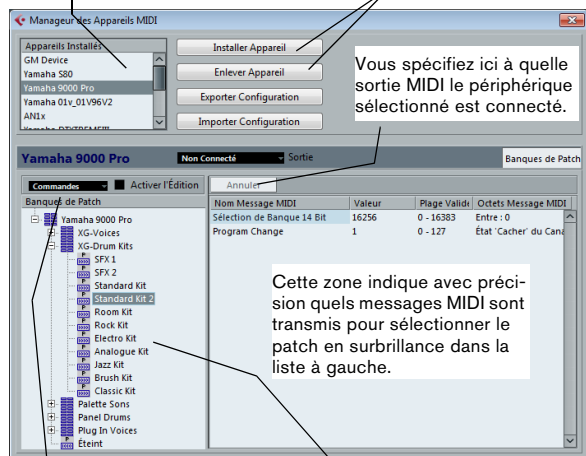 Manageur des Appareils MIDI
Appareils Installés
GM Device
Yamaha S80
Yamaha 9000 Pro
Yamaha 01v_01V96V2
AN1x
Yamaha DTXTREMEIII
Installer Appareil
Enlever Appareil
Exporter Configuration
Importer Configuration
Vous spécifiez ici à quelle
sortie MIDI le périphérique
sélectionné est connecté.
Yamaha 9000 Pro
Non Connecté
Sortie
Banques de Patch
Commandes
Activer l'Édition
Annuler
Banques de Patch
Yamaha 9000 Pro
XG-Voices
XG-Drum Kits
SFX 1
SFX 2
Standard Kit
Standard Kit 2
Room Kit
Rock Kit
Electro Kit
Analogue Kit
Jazz Kit
Brush Kit
Classic Kit
Palette Sons
Panel Drums
Plug In Voices
Éteint
Nom Message MIDI Valeur Plage Valide Octets Message MIDI
Sélection de Banque 14 Bit 16256 0 - 16383 Entre : 0
Program Change 1 0 - 127 État 'Cacher' du Cana
Cette zone indique avec préci-
sion quels messages MIDI sont
transmis pour sélectionner le
patch en surbrillance dans la
liste à gauche.